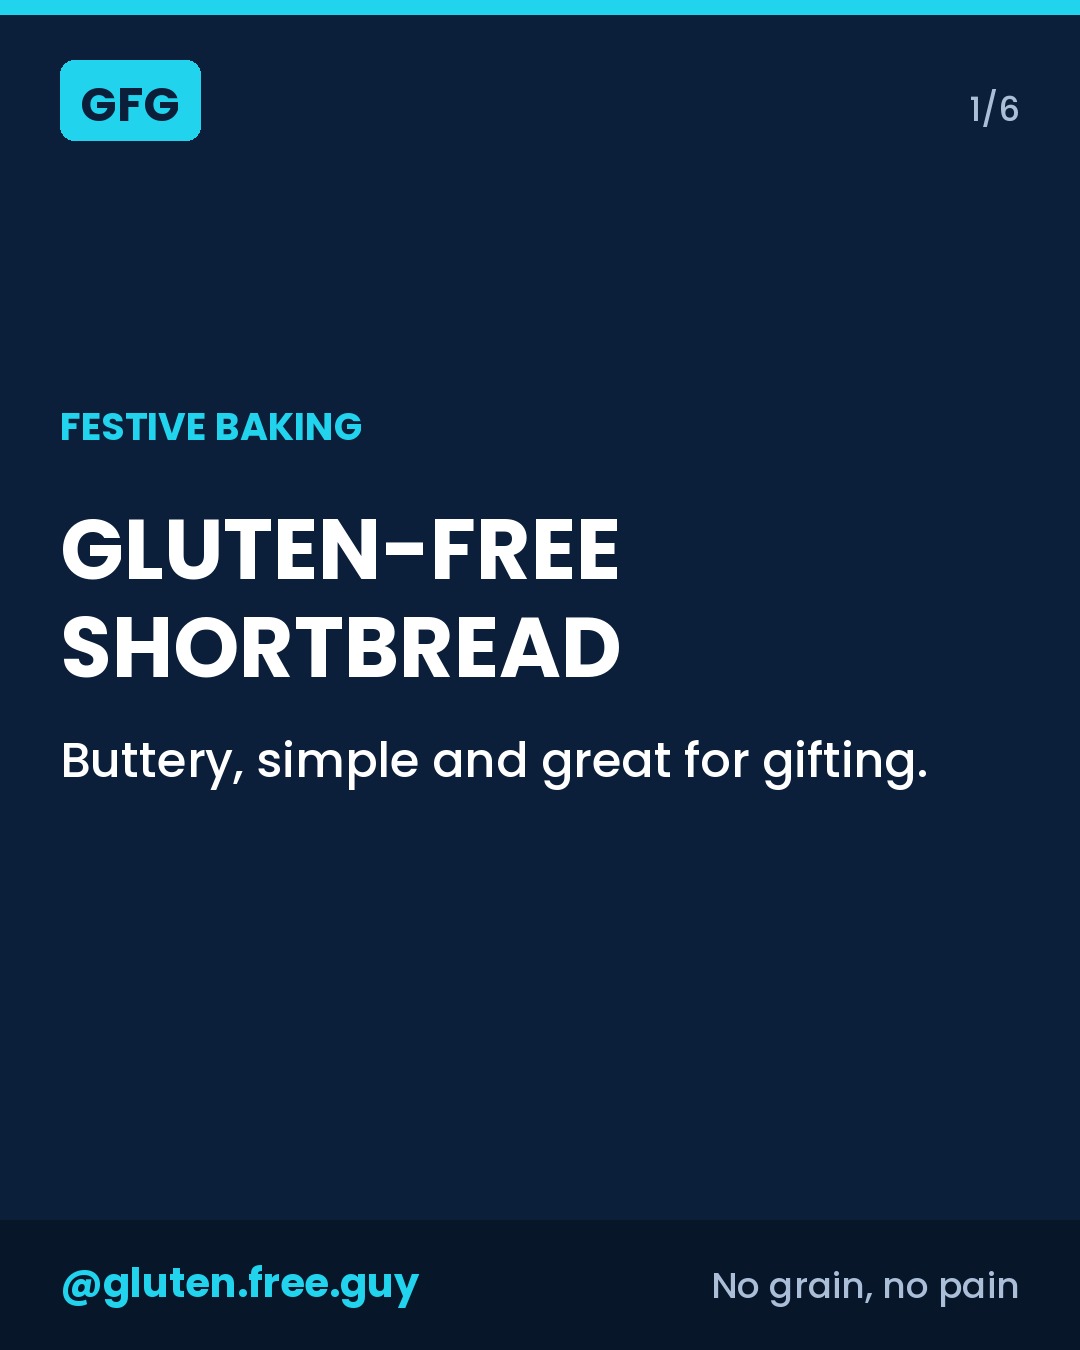 GFG
1/6
FESTIVE BAKING
GLUTEN-FREE
SHORTBREAD
Buttery, simple and great for gifting.
@gluten.free.guy
No grain, no pain